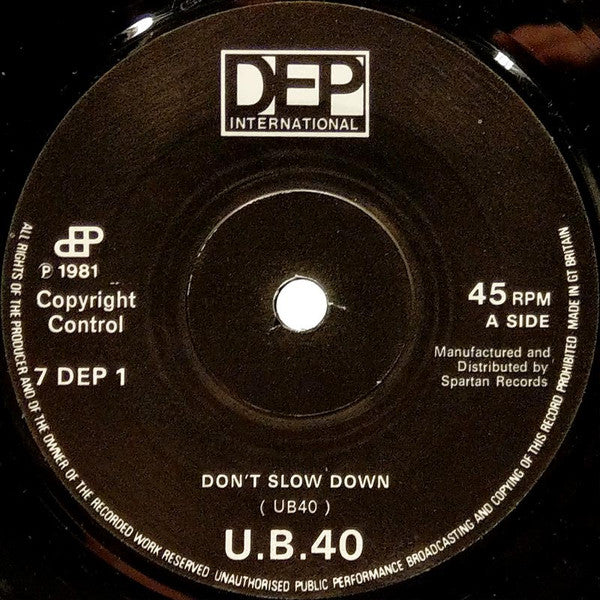 DEP
INTERNATIONAL
DEP
℗ 1981
Copyright
Control
7 DEP 1
45 RPM
A SIDE
Manufactured and
Distributed by
Spartan Records
DON'T SLOW DOWN
( UB40 )
U.B.40
ALL RIGHTS OF THE PRODUCER AND OF THE OWNER OF THE RECORDED WORK RESERVED UNAUTHORISED PUBLIC PERFORMANCE BROADCASTING AND COPYING OF THIS RECORD PROHIBITED MADE IN GT BRITAIN